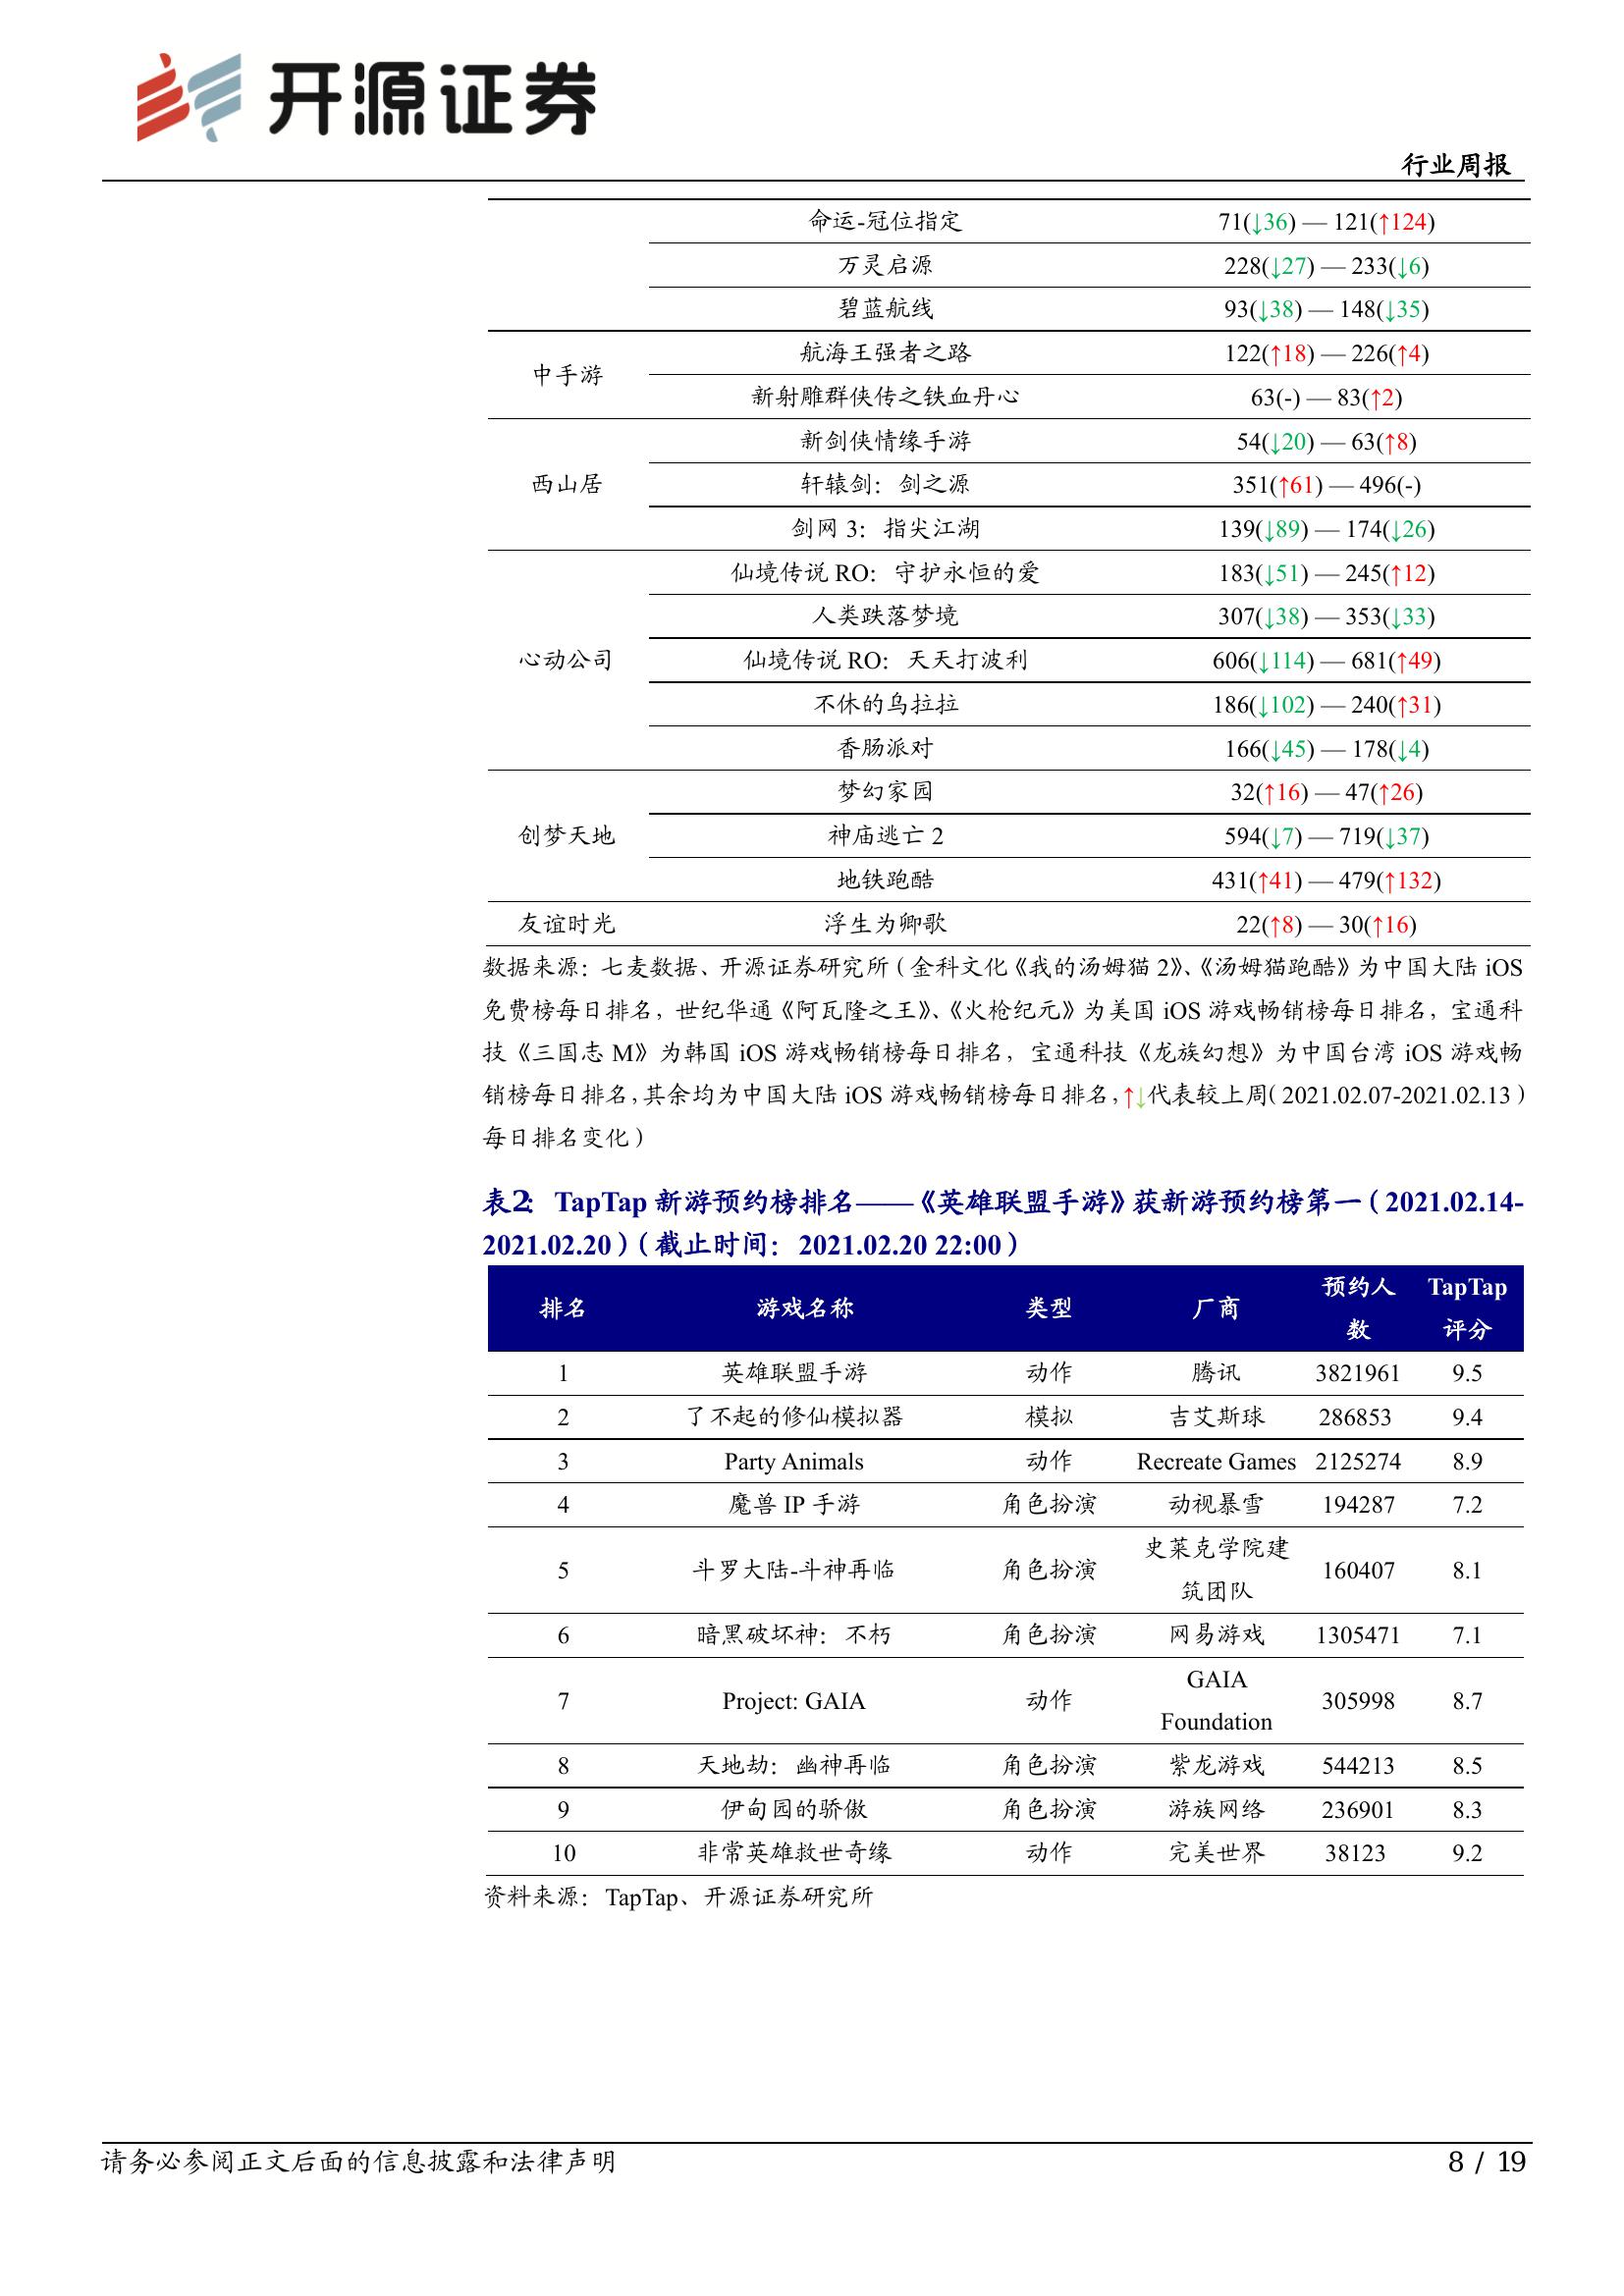 开源证券
行业周报
命运-冠位指定 71(↓36) — 121(↑124)
万灵启源 228(↓27) — 233(↓6)
碧蓝航线 93(↓38) — 148(↓35)
中手游
航海王强者之路 122(↑18) — 226(↑4)
新射雕群侠传之铁血丹心 63(-) — 83(↑2)
西山居
新剑侠情缘手游 54(↓20) — 63(↑8)
轩辕剑：剑之源 351(↑61) — 496(-)
剑网 3：指尖江湖 139(↓89) — 174(↓26)
心动公司
仙境传说 RO：守护永恒的爱 183(↓51) — 245(↑12)
人类跌落梦境 307(↓38) — 353(↓33)
仙境传说 RO：天天打波利 606(↓114) — 681(↑49)
不休的乌拉拉 186(↓102) — 240(↑31)
香肠派对 166(↓45) — 178(↓4)
创梦天地
梦幻家园 32(↑16) — 47(↑26)
神庙逃亡 2 594(↓7) — 719(↓37)
地铁跑酷 431(↑41) — 479(↑132)
友谊时光 浮生为卿歌 22(↑8) — 30(↑16)
数据来源：七麦数据、开源证券研究所（金科文化《我的汤姆猫 2》、《汤姆猫跑酷》为中国大陆 iOS
免费榜每日排名，世纪华通《阿瓦隆之王》、《火枪纪元》为美国 iOS 游戏畅销榜每日排名，宝通科
技《三国志 M》为韩国 iOS 游戏畅销榜每日排名，宝通科技《龙族幻想》为中国台湾 iOS 游戏畅
销榜每日排名，其余均为中国大陆 iOS 游戏畅销榜每日排名，↑↓代表较上周（2021.02.07-2021.02.13）
每日排名变化）
表2：TapTap 新游预约榜排名——《英雄联盟手游》获新游预约榜第一（2021.02.14-
2021.02.20）（截止时间：2021.02.20 22:00）
排名 游戏名称 类型 厂商 预约人数 TapTap 评分
1 英雄联盟手游 动作 腾讯 3821961 9.5
2 了不起的修仙模拟器 模拟 吉艾斯球 286853 9.4
3 Party Animals 动作 Recreate Games 2125274 8.9
4 魔兽 IP 手游 角色扮演 动视暴雪 194287 7.2
5 斗罗大陆-斗神再临 角色扮演 史莱克学院建筑团队 160407 8.1
6 暗黑破坏神：不朽 角色扮演 网易游戏 1305471 7.1
7 Project: GAIA 动作 GAIA Foundation 305998 8.7
8 天地劫：幽神再临 角色扮演 紫龙游戏 544213 8.5
9 伊甸园的骄傲 角色扮演 游族网络 236901 8.3
10 非常英雄救世奇缘 动作 完美世界 38123 9.2
资料来源：TapTap、开源证券研究所
请务必参阅正文后面的信息披露和法律声明
8 / 19